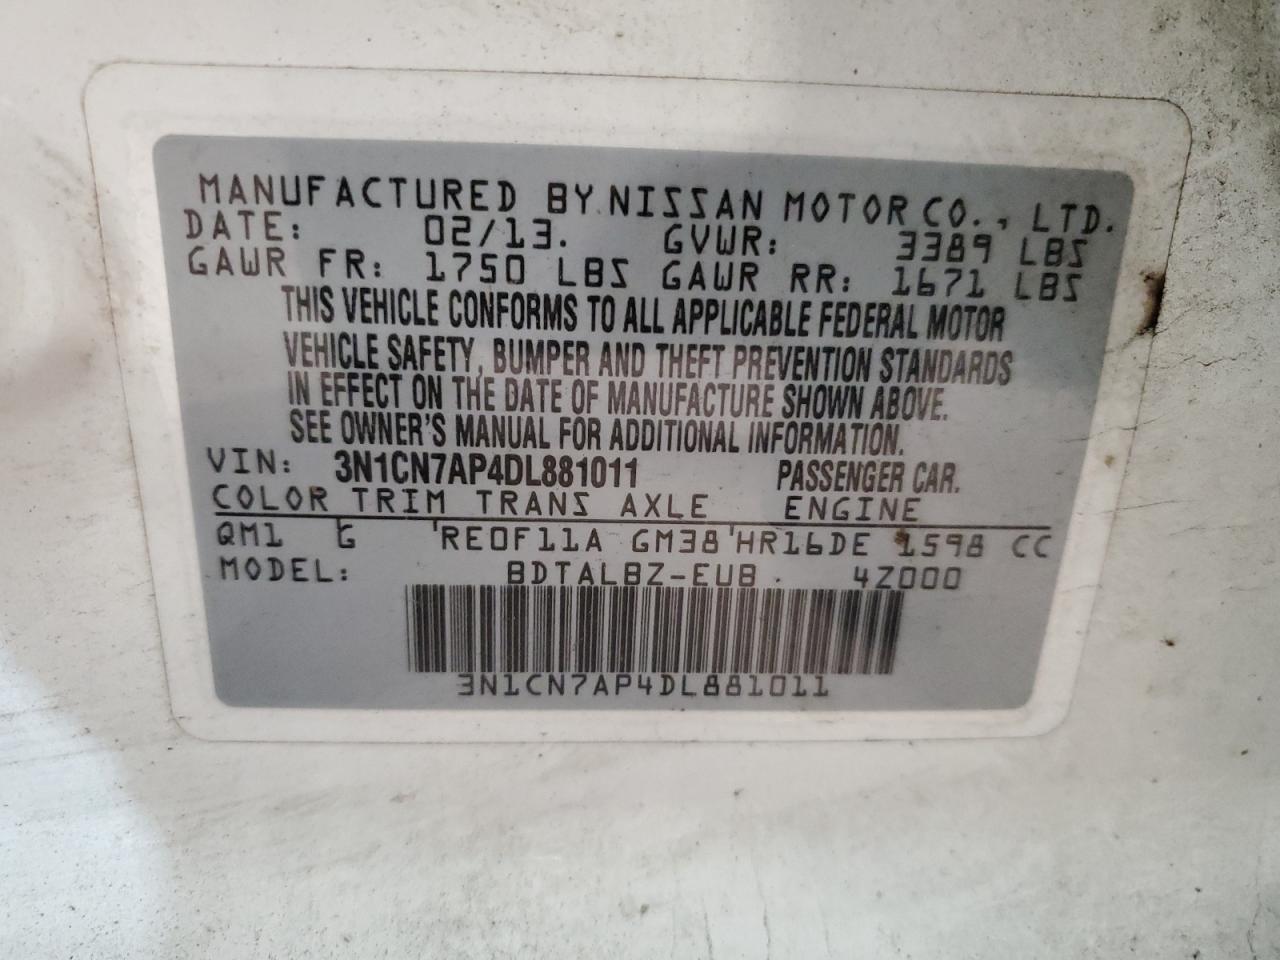 MANUFACTURED BY NISSAN MOTOR CO., LTD.
DATE: 02/13. GVWR: 3389 LBS
GAWR FR: 1750 LBS GAWR RR: 1671 LBS
THIS VEHICLE CONFORMS TO ALL APPLICABLE FEDERAL MOTOR
VEHICLE SAFETY, BUMPER AND THEFT PREVENTION STANDARDS
IN EFFECT ON THE DATE OF MANUFACTURE SHOWN ABOVE.
SEE OWNER'S MANUAL FOR ADDITIONAL INFORMATION.
VIN: 3N1CN7AP4DL881011 PASSENGER CAR.
COLOR TRIM TRANS AXLE ENGINE
QM1 G RE0F11A GM38 HR16DE 1598 CC
MODEL: BDTALBZ-EUB. 4Z000
3N1CN7AP4DL881011